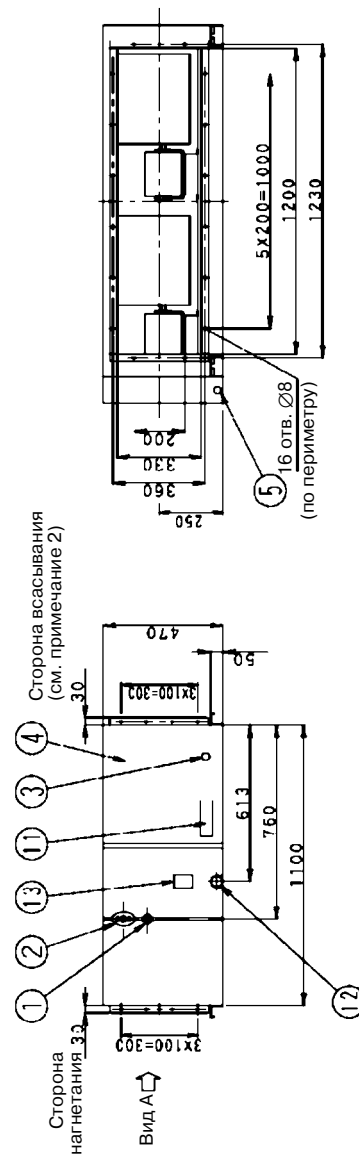 Сторона
нагнетания
30
Вид А
3x100=300
1
2
13
11
3
4
30
Сторона всасывания
(см. примечание 2)
3x100=300
470
50
613
760
1100
12
250
360
330
200
5
16 отв. Ø8
(по периметру)
5x200=1000
1200
1230